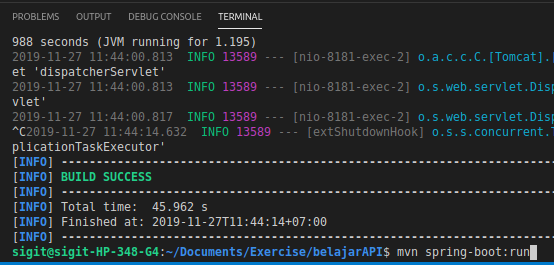 PROBLEMS OUTPUT DEBUG CONSOLE TERMINAL
988 seconds (JVM running for 1.195)
2019-11-27 11:44:00.813  INFO 13589 --- [nio-8181-exec-2] o.a.c.c.C.[Tomcat].[
et 'dispatcherServlet'
2019-11-27 11:44:00.813  INFO 13589 --- [nio-8181-exec-2] o.s.web.servlet.Disp
vlet'
2019-11-27 11:44:00.817  INFO 13589 --- [nio-8181-exec-2] o.s.web.servlet.Disp
^C2019-11-27 11:44:14.632  INFO 13589 --- [extShutdownHook] o.s.s.concurrent.T
plicationTaskExecutor'
[INFO] ------------------------------------------------------------------------
[INFO] BUILD SUCCESS
[INFO] ------------------------------------------------------------------------
[INFO] Total time:  45.962 s
[INFO] Finished at: 2019-11-27T11:44:14+07:00
[INFO] ------------------------------------------------------------------------
sigit@sigit-HP-348-G4:~/Documents/Exercise/belajarAPI$ mvn spring-boot:run